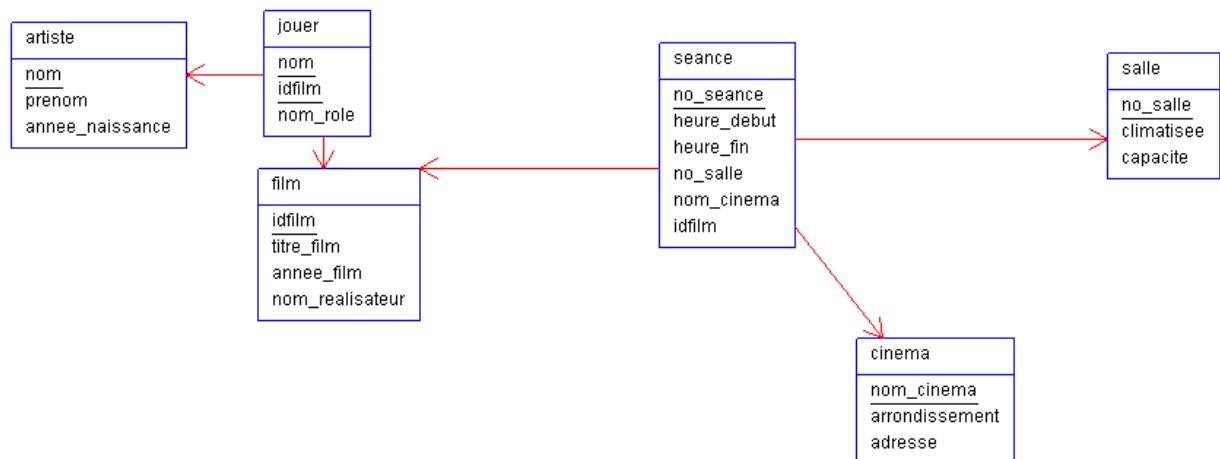 artiste
nom
prenom
annee_naissance
jouer
nom
idfilm
nom_role
film
idfilm
titre_film
annee_film
nom_realisateur
seance
no_seance
heure_debut
heure_fin
no_salle
nom_cinema
idfilm
salle
no_salle
climatisee
capacite
cinema
nom_cinema
arrondissement
adresse